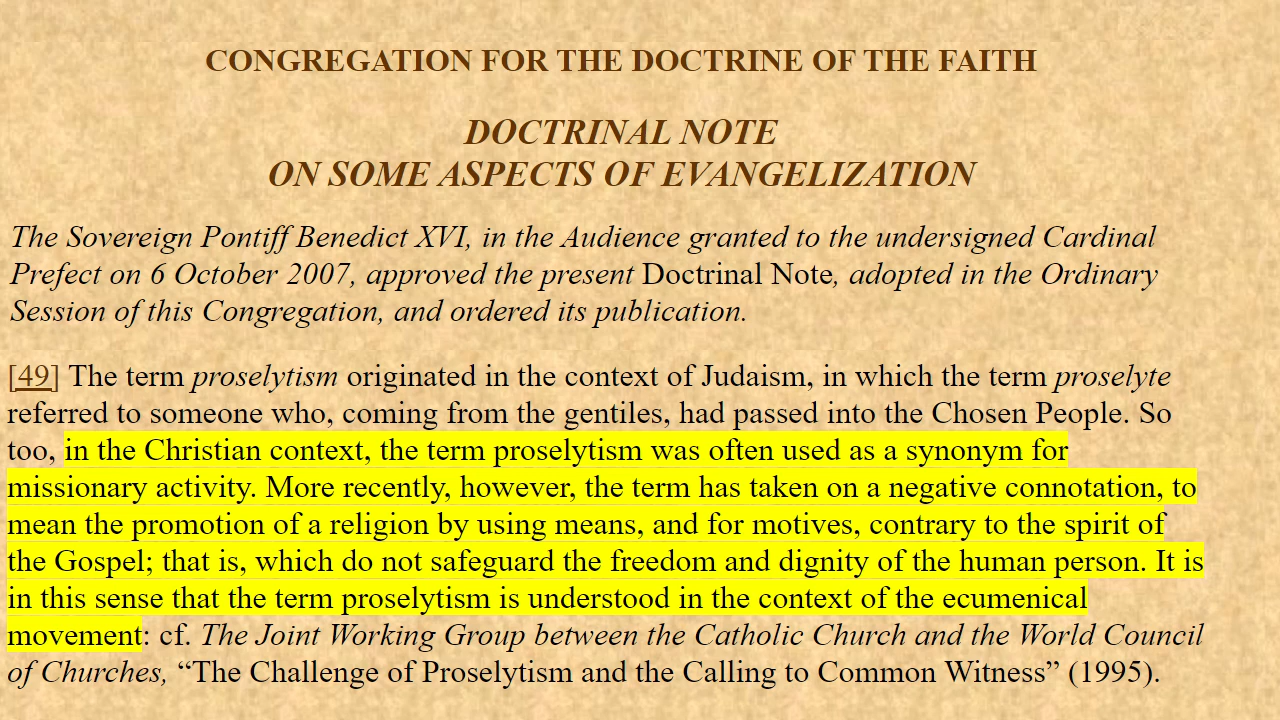 CONGREGATION FOR THE DOCTRINE OF THE FAITH
DOCTRINAL NOTE
ON SOME ASPECTS OF EVANGELIZATION
The Sovereign Pontiff Benedict XVI, in the Audience granted to the undersigned Cardinal
Prefect on 6 October 2007, approved the present Doctrinal Note, adopted in the Ordinary
Session of this Congregation, and ordered its publication.
[49] The term proselytism originated in the context of Judaism, in which the term proselyte
referred to someone who, coming from the gentiles, had passed into the Chosen People. So
too, in the Christian context, the term proselytism was often used as a synonym for
missionary activity. More recently, however, the term has taken on a negative connotation, to
mean the promotion of a religion by using means, and for motives, contrary to the spirit of
the Gospel; that is, which do not safeguard the freedom and dignity of the human person. It is
in this sense that the term proselytism is understood in the context of the ecumenical
movement: cf. The Joint Working Group between the Catholic Church and the World Council
of Churches, “The Challenge of Proselytism and the Calling to Common Witness” (1995).